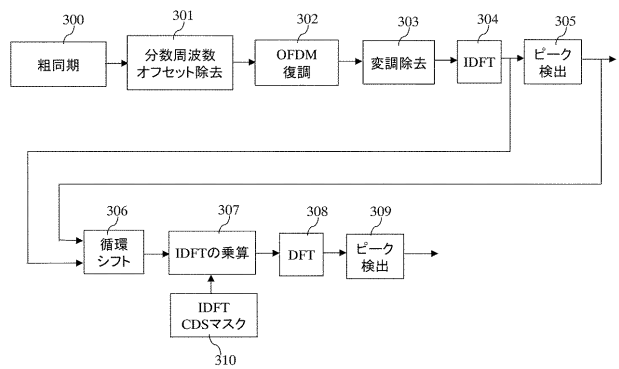 300
粗同期
301
分数周波数
オフセット除去
302
OFDM
復調
303
変調除去
304
IDFT
305
ピーク
検出
306
循環
シフト
307
IDFTの乗算
308
DFT
309
ピーク
検出
IDFT
CDSマスク
310